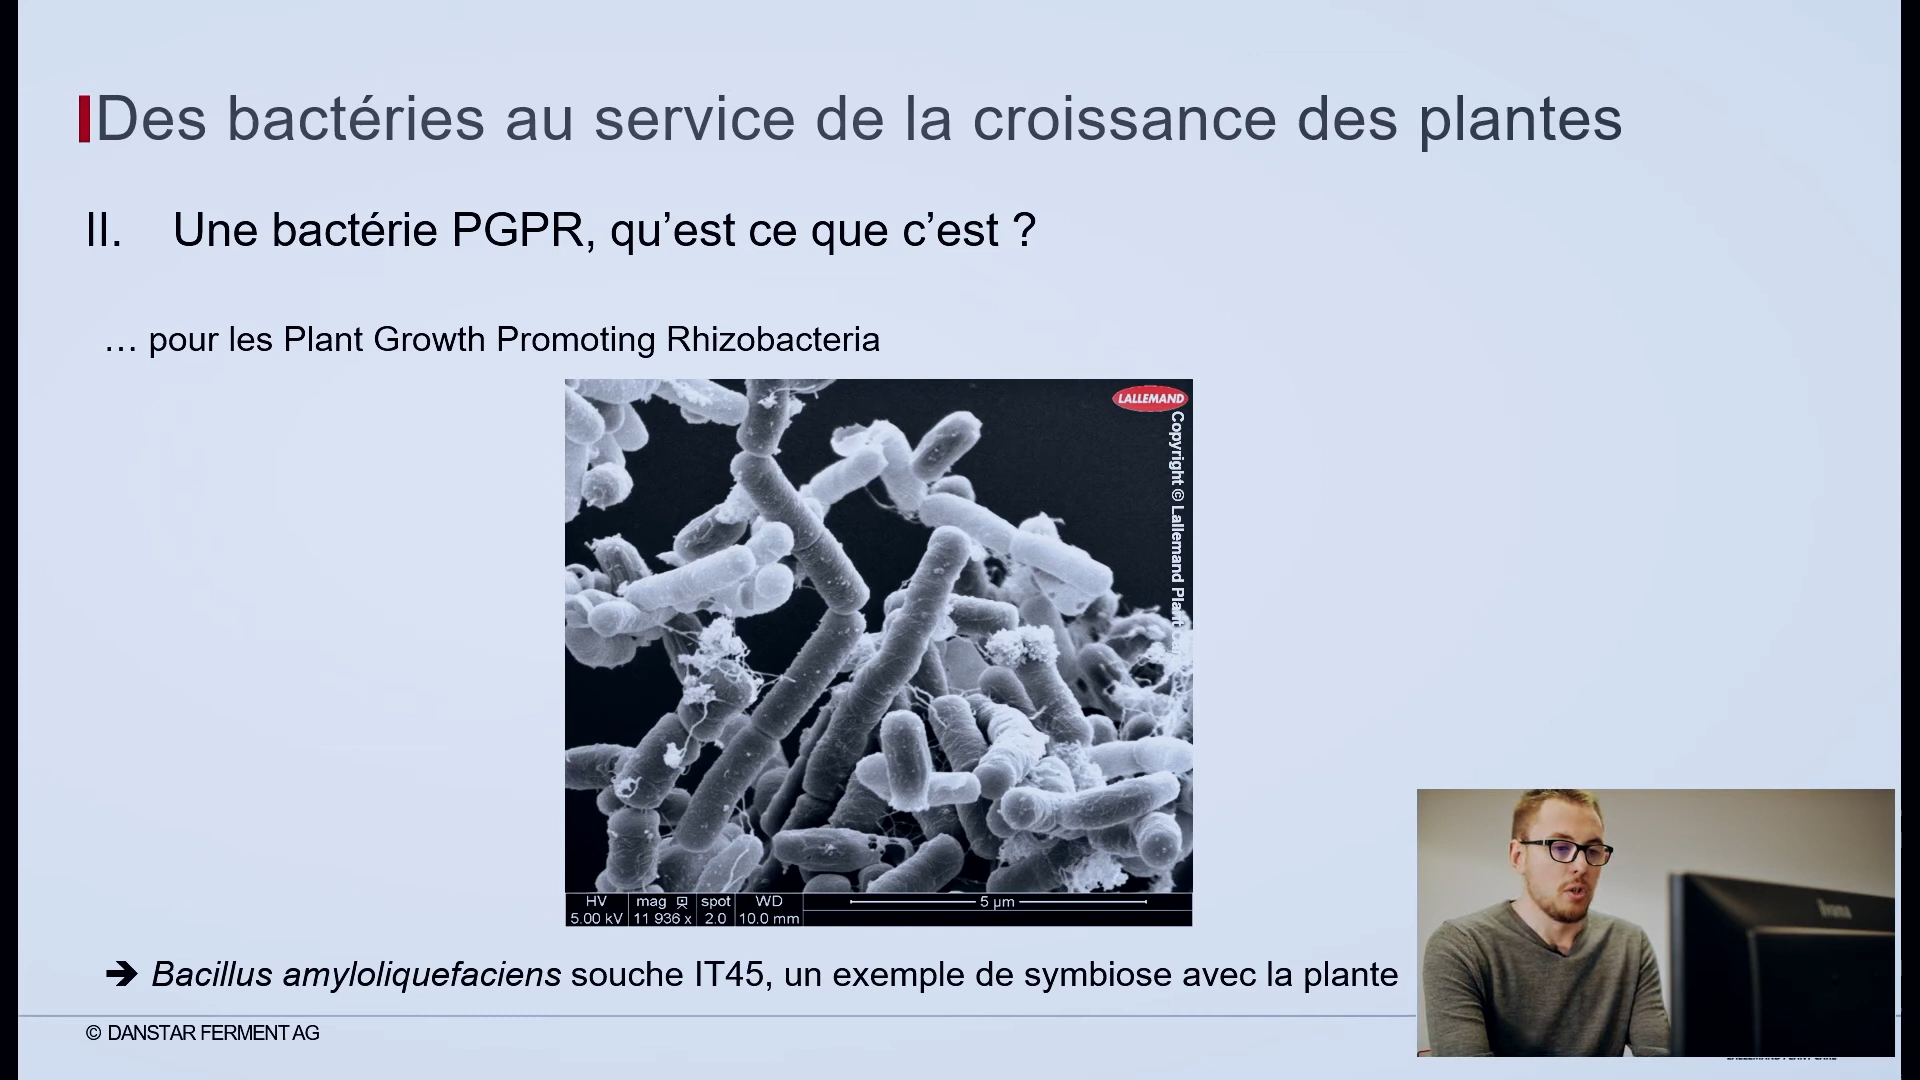 Des bactéries au service de la croissance des plantes
II. Une bactérie PGPR, qu’est ce que c’est ?
… pour les Plant Growth Promoting Rhizobacteria
LALLEMAND
Copyright © Lallemand Plant
HV mag spot WD
5.00 kV 11 936 x 2.0 10.0 mm
5 µm
➔ Bacillus amyloliquefaciens souche IT45, un exemple de symbiose avec la plante
© DANSTAR FERMENT AG
iiyama